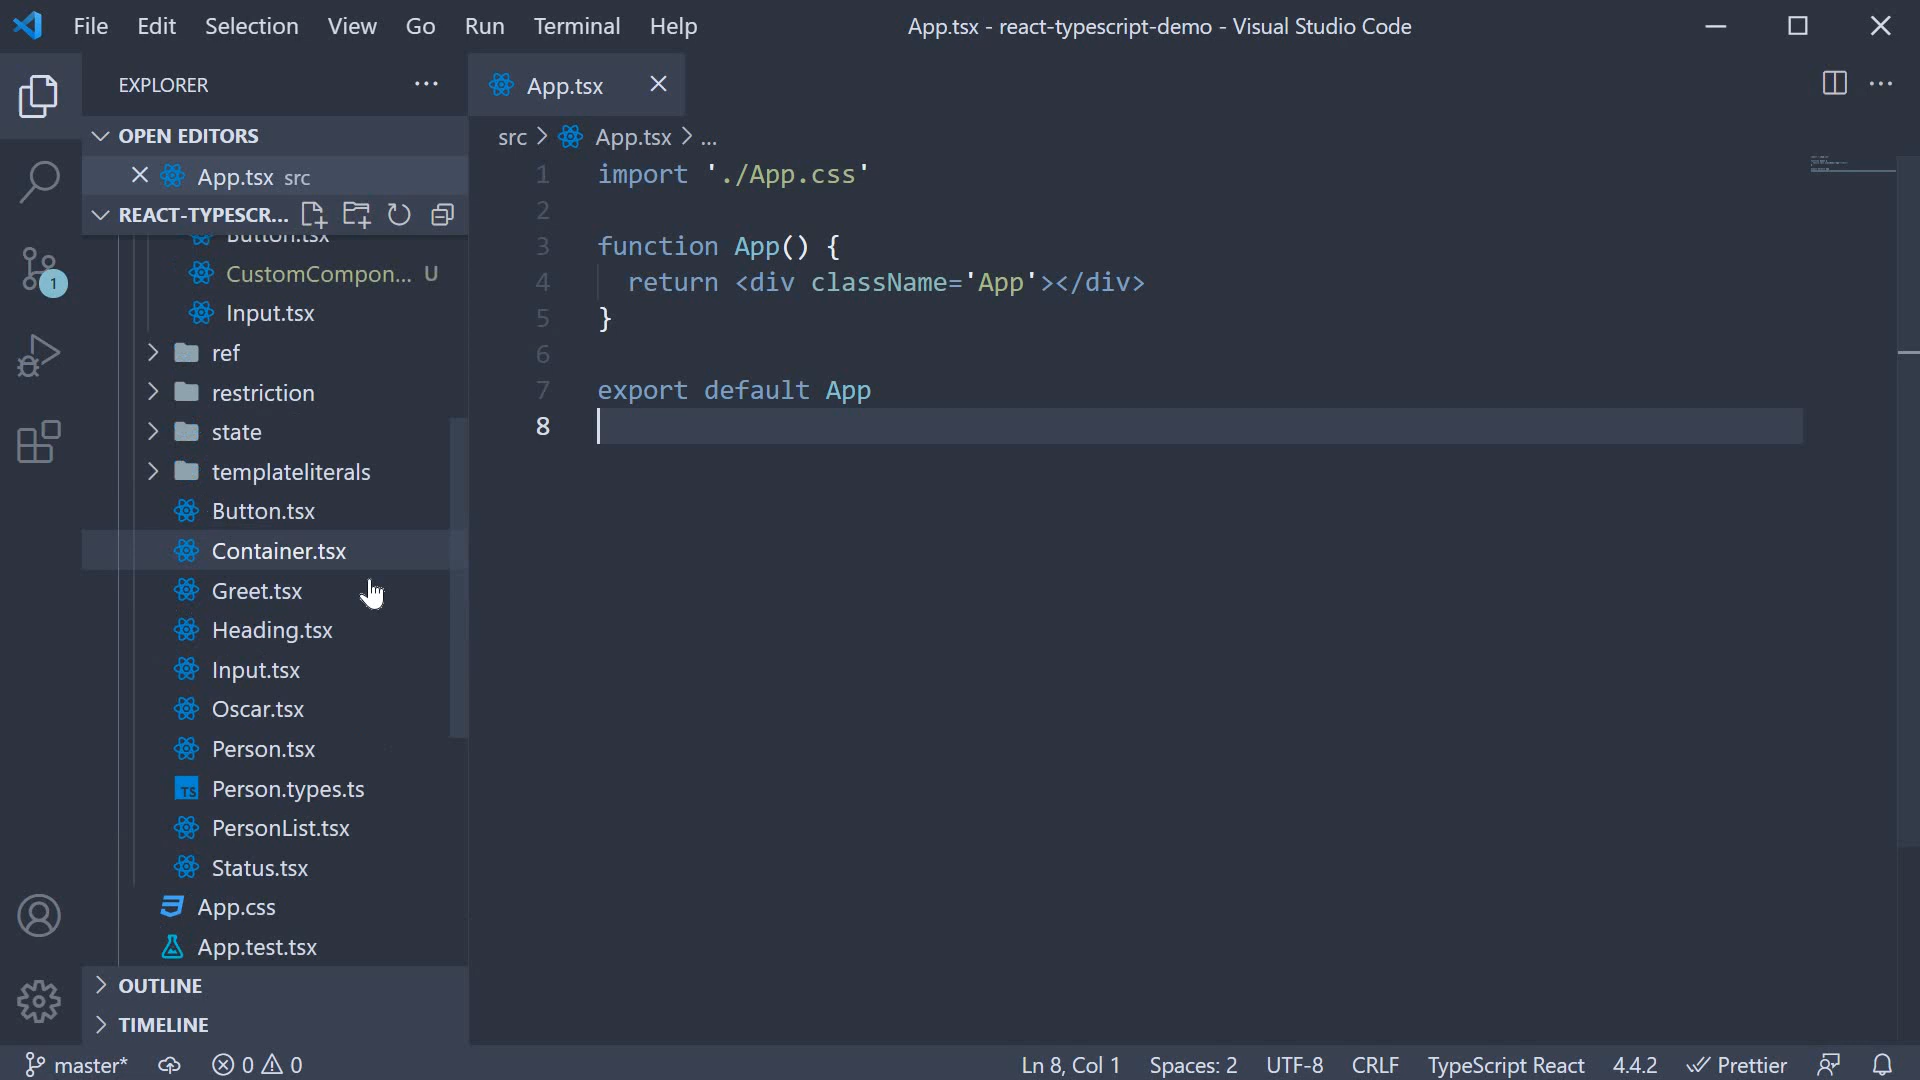 File Edit Selection View Go Run Terminal Help
App.tsx - react-typescript-demo - Visual Studio Code
EXPLORER
OPEN EDITORS
App.tsx src
REACT-TYPESCR...
Button.tsx
CustomCompon... U
Input.tsx
ref
restriction
state
templateliterals
Button.tsx
Container.tsx
Greet.tsx
Heading.tsx
Input.tsx
Oscar.tsx
Person.tsx
TS Person.types.ts
PersonList.tsx
Status.tsx
App.css
App.test.tsx
OUTLINE
TIMELINE
1
App.tsx
src > App.tsx > ...
1 import './App.css'
2
3 function App() {
4 return <div className='App'></div>
5 }
6
7 export default App
8
master* 0 0
Ln 8, Col 1 Spaces: 2 UTF-8 CRLF TypeScript React 4.4.2 Prettier